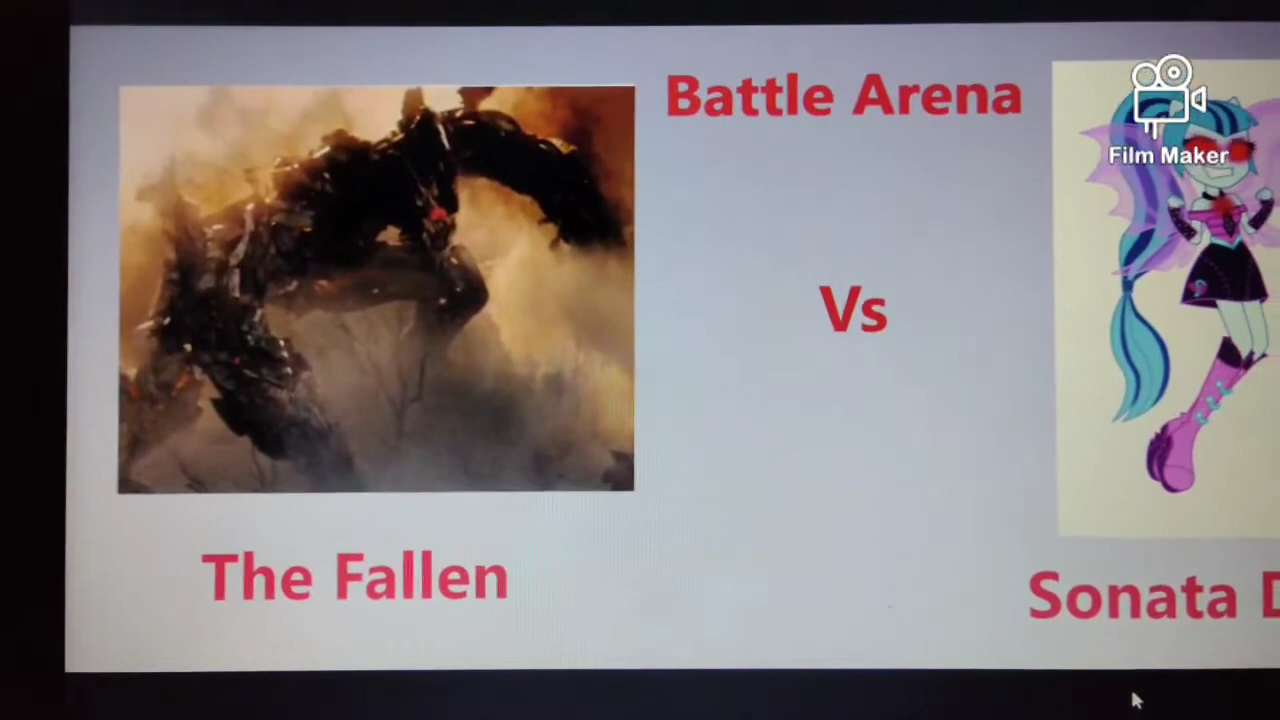 Battle Arena
Film Maker
Vs
The Fallen
Sonata D